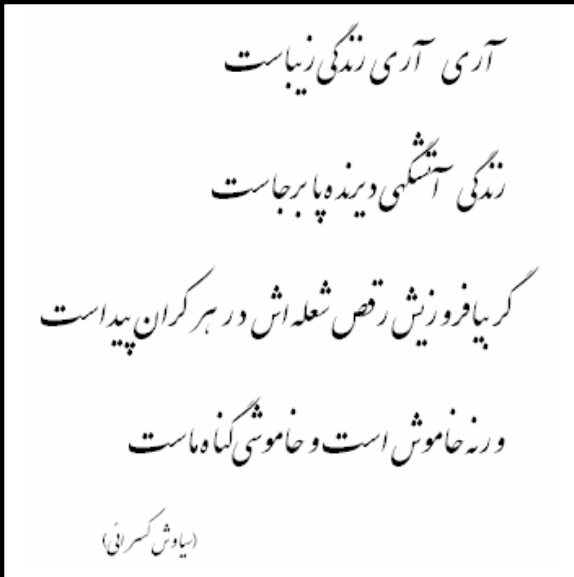 آری آری زندگی زیباست
زندگی آتشگهی دیرنده پا برجاست
گر بیافروزیش رقص شعله اش در هر کران پیداست
ورنه خاموش است و خاموشی گناه ماست
(سیاوش کسرائی)